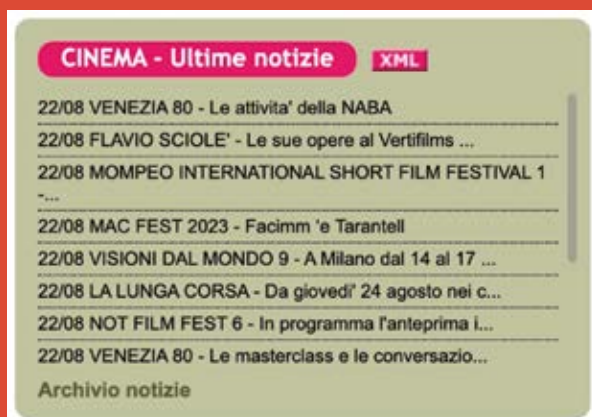 CINEMA - Ultime notizie XML
22/08 VENEZIA 80 - Le attivita' della NABA
22/08 FLAVIO SCIOLE' - Le sue opere al Vertifilms ...
22/08 MOMPEO INTERNATIONAL SHORT FILM FESTIVAL 1
-...
22/08 MAC FEST 2023 - Facimm 'e Tarantell
22/08 VISIONI DAL MONDO 9 - A Milano dal 14 al 17 ...
22/08 LA LUNGA CORSA - Da giovedi' 24 agosto nei c...
22/08 NOT FILM FEST 6 - In programma l'anteprima i...
22/08 VENEZIA 80 - Le masterclass e le conversazio...
Archivio notizie